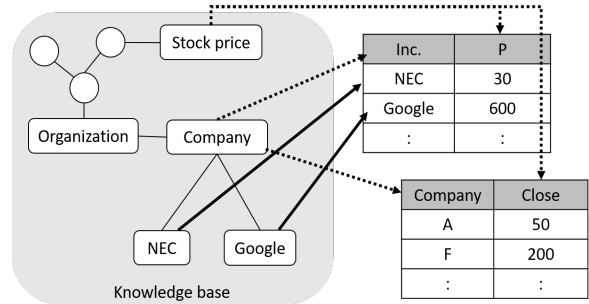 Stock price
Organization
Company
NEC
Google
Knowledge base
Inc. P
NEC 30
Google 600
: :
Company Close
A 50
F 200
: :